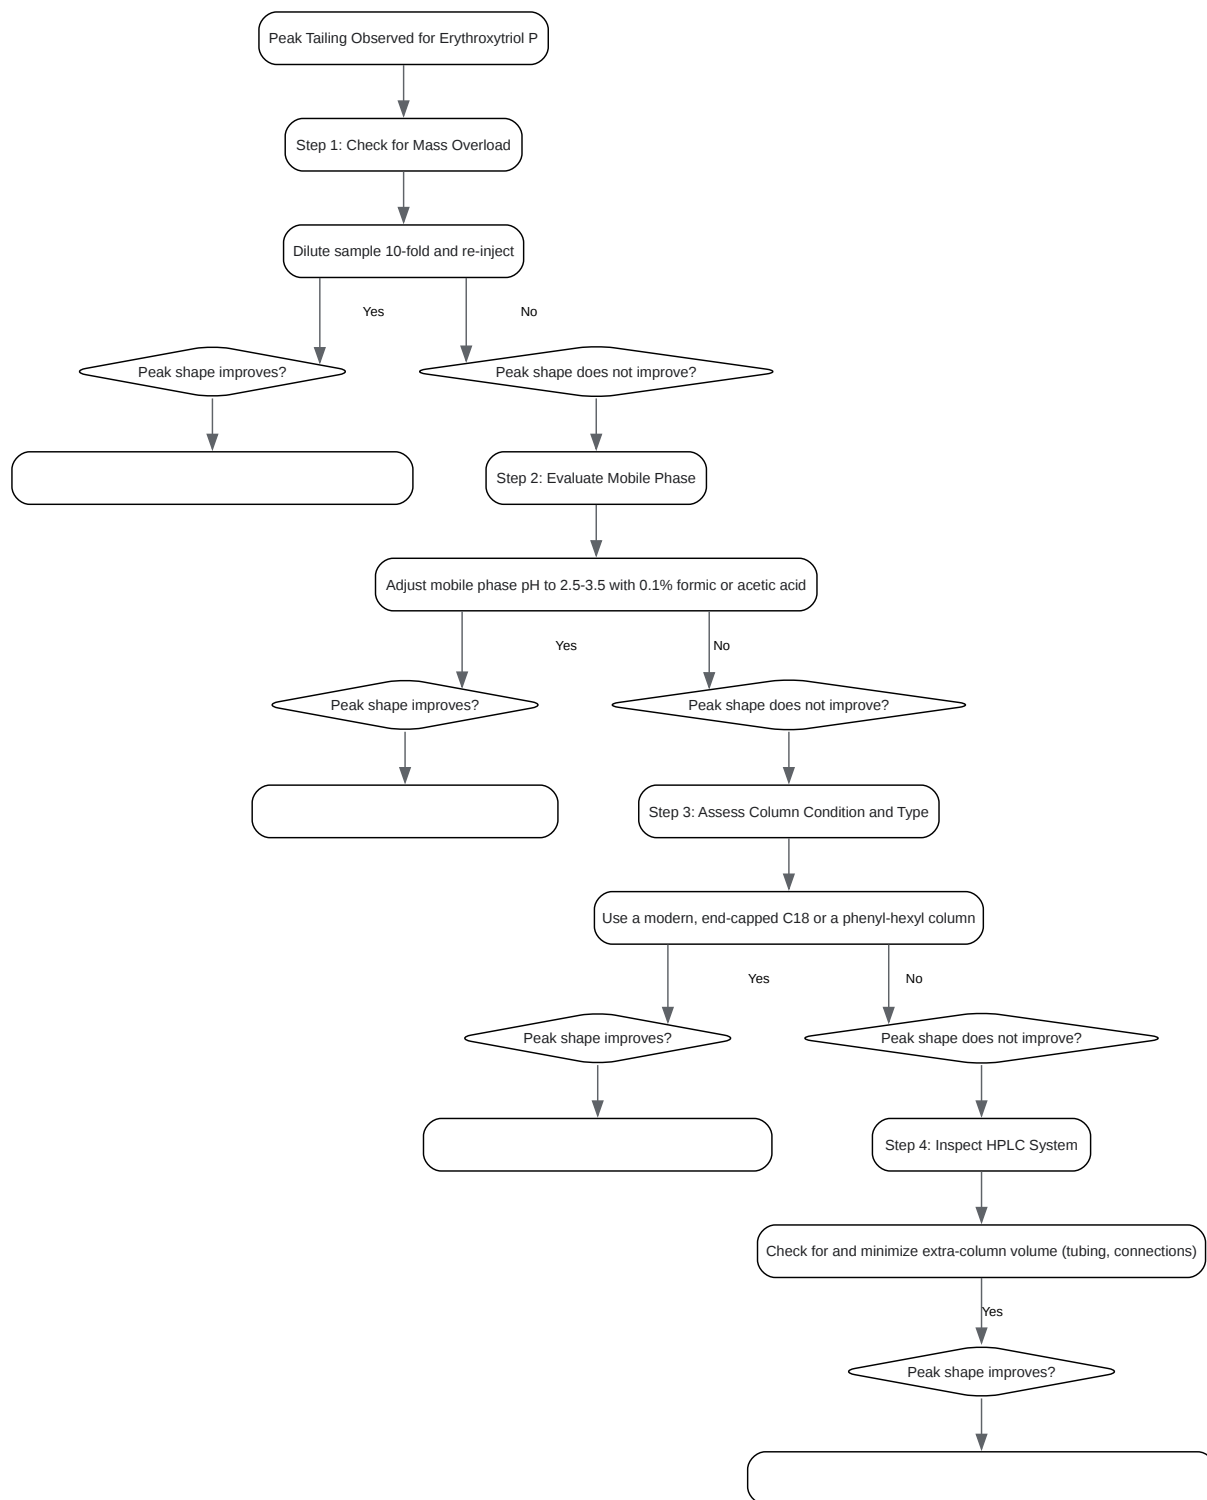 Peak Tailing Observed for Erythroxytriol P
Step 1: Check for Mass Overload
Dilute sample 10-fold and re-inject
Yes
No
Peak shape improves?
Peak shape does not improve?
Step 2: Evaluate Mobile Phase
Adjust mobile phase pH to 2.5-3.5 with 0.1% formic or acetic acid
Yes
No
Peak shape improves?
Peak shape does not improve?
Step 3: Assess Column Condition and Type
Use a modern, end-capped C18 or a phenyl-hexyl column
Yes
No
Peak shape improves?
Peak shape does not improve?
Step 4: Inspect HPLC System
Check for and minimize extra-column volume (tubing, connections)
Yes
Peak shape improves?